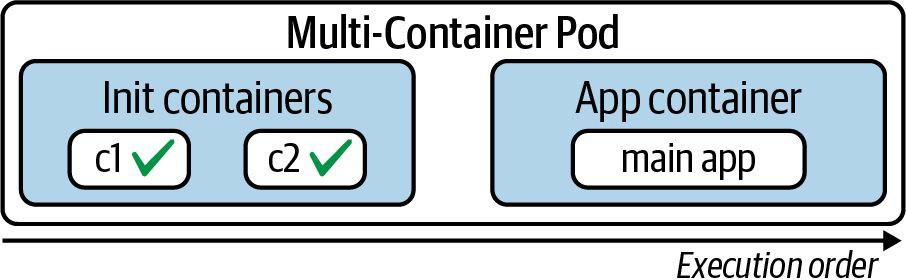 Multi-Container Pod
Init containers
c1
c2
App container
main app
Execution order